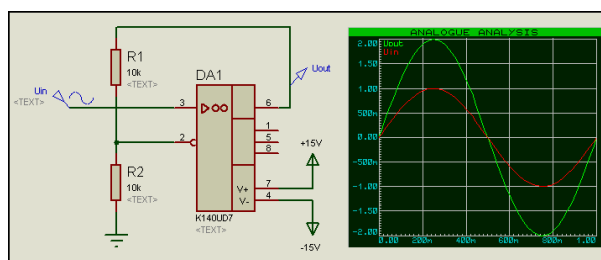 R1
10k
<TEXT>
DA1
Uin
<TEXT>
Uout
3
6
2
1
5
8
R2
10k
<TEXT>
V+
V-
7
4
+15V
-15V
K140UD7
<TEXT>
ANALOGUE ANALYSIS
Uout
Uin
2.00
1.50
1.00
500m
0.00
-500m
-1.00
-1.50
-2.00
0.00 200m 400m 600m 800m 1.00